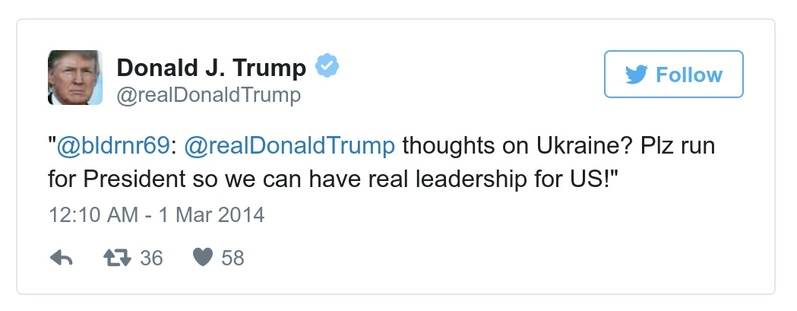 Donald J. Trump
@realDonaldTrump
Follow
"@bldrnr69: @realDonaldTrump thoughts on Ukraine? Plz run
for President so we can have real leadership for US!"
12:10 AM - 1 Mar 2014
36 58